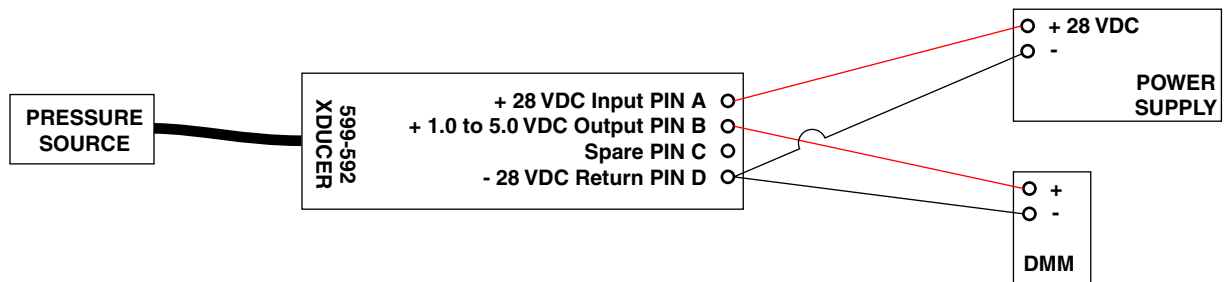 PRESSURE
SOURCE
599-592
XDUCER
+ 28 VDC Input PIN A
+ 1.0 to 5.0 VDC Output PIN B
Spare PIN C
- 28 VDC Return PIN D
+ 28 VDC
-
POWER
SUPPLY
+
-
DMM